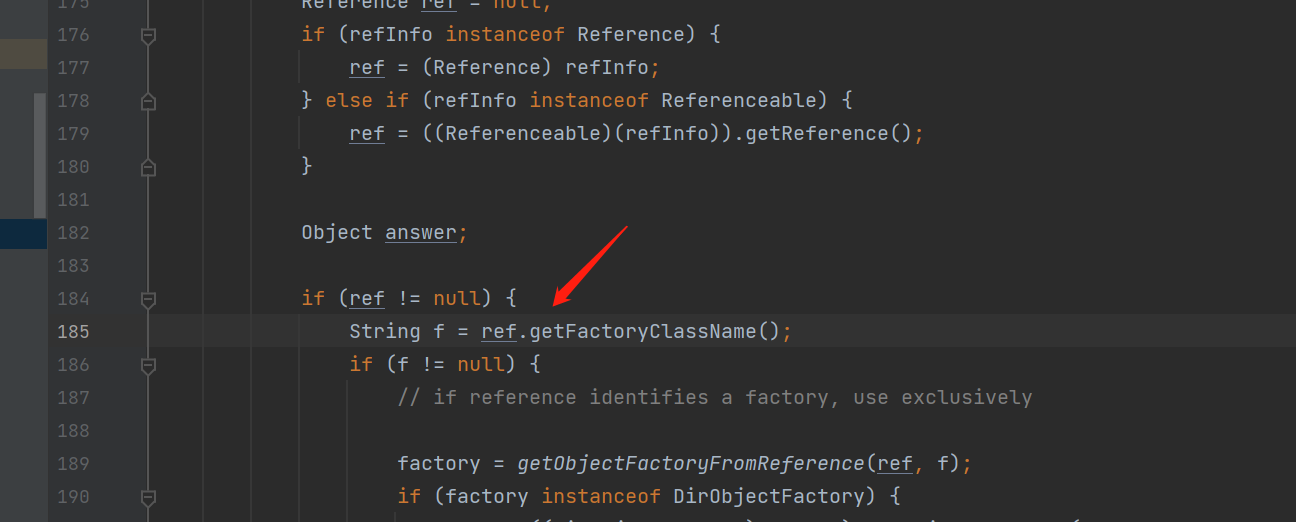 175 Reference ref = null;
176 if (refInfo instanceof Reference) {
177 ref = (Reference) refInfo;
178 } else if (refInfo instanceof Referenceable) {
179 ref = ((Referenceable)(refInfo)).getReference();
180 }
181
182 Object answer;
183
184 if (ref != null) {
185 String f = ref.getFactoryClassName();
186 if (f != null) {
187 // if reference identifies a factory, use exclusively
188
189 factory = getObjectFactoryFromReference(ref, f);
190 if (factory instanceof DirObjectFactory) {